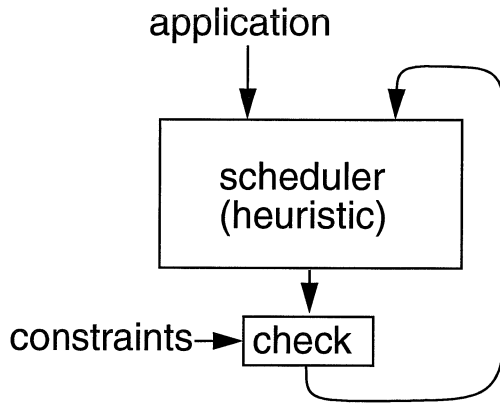 application
scheduler
(heuristic)
constraints
check